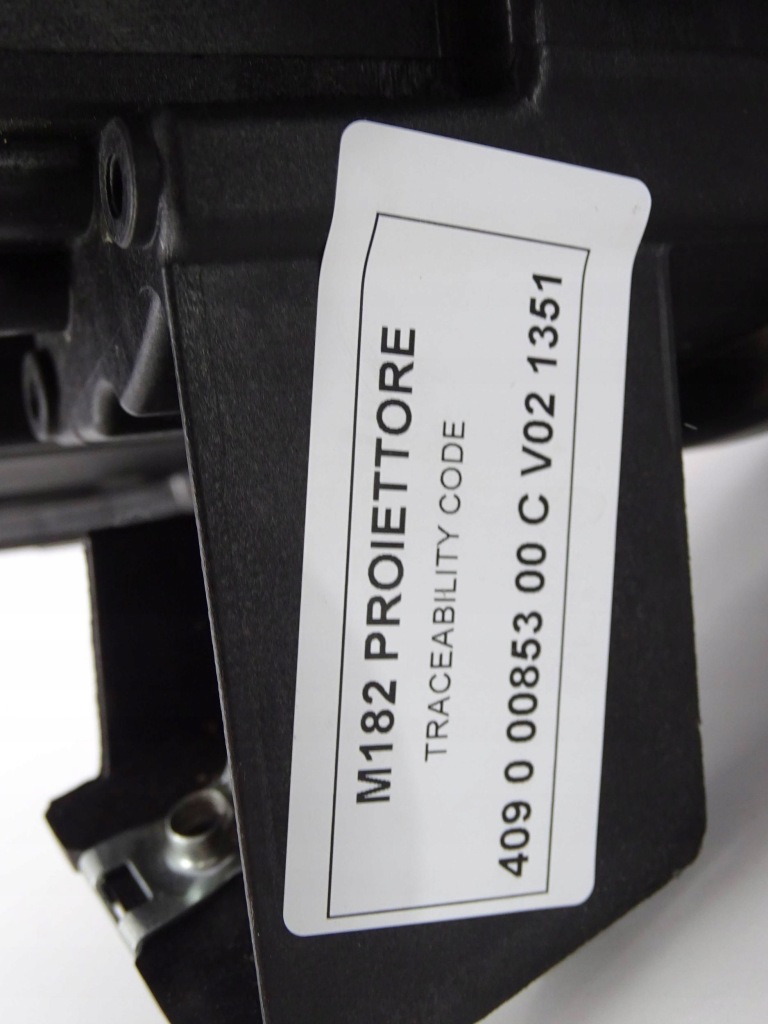 M182 PROIETTORE
TRACEABILITY CODE
409 0 00853 00 C V02 1351